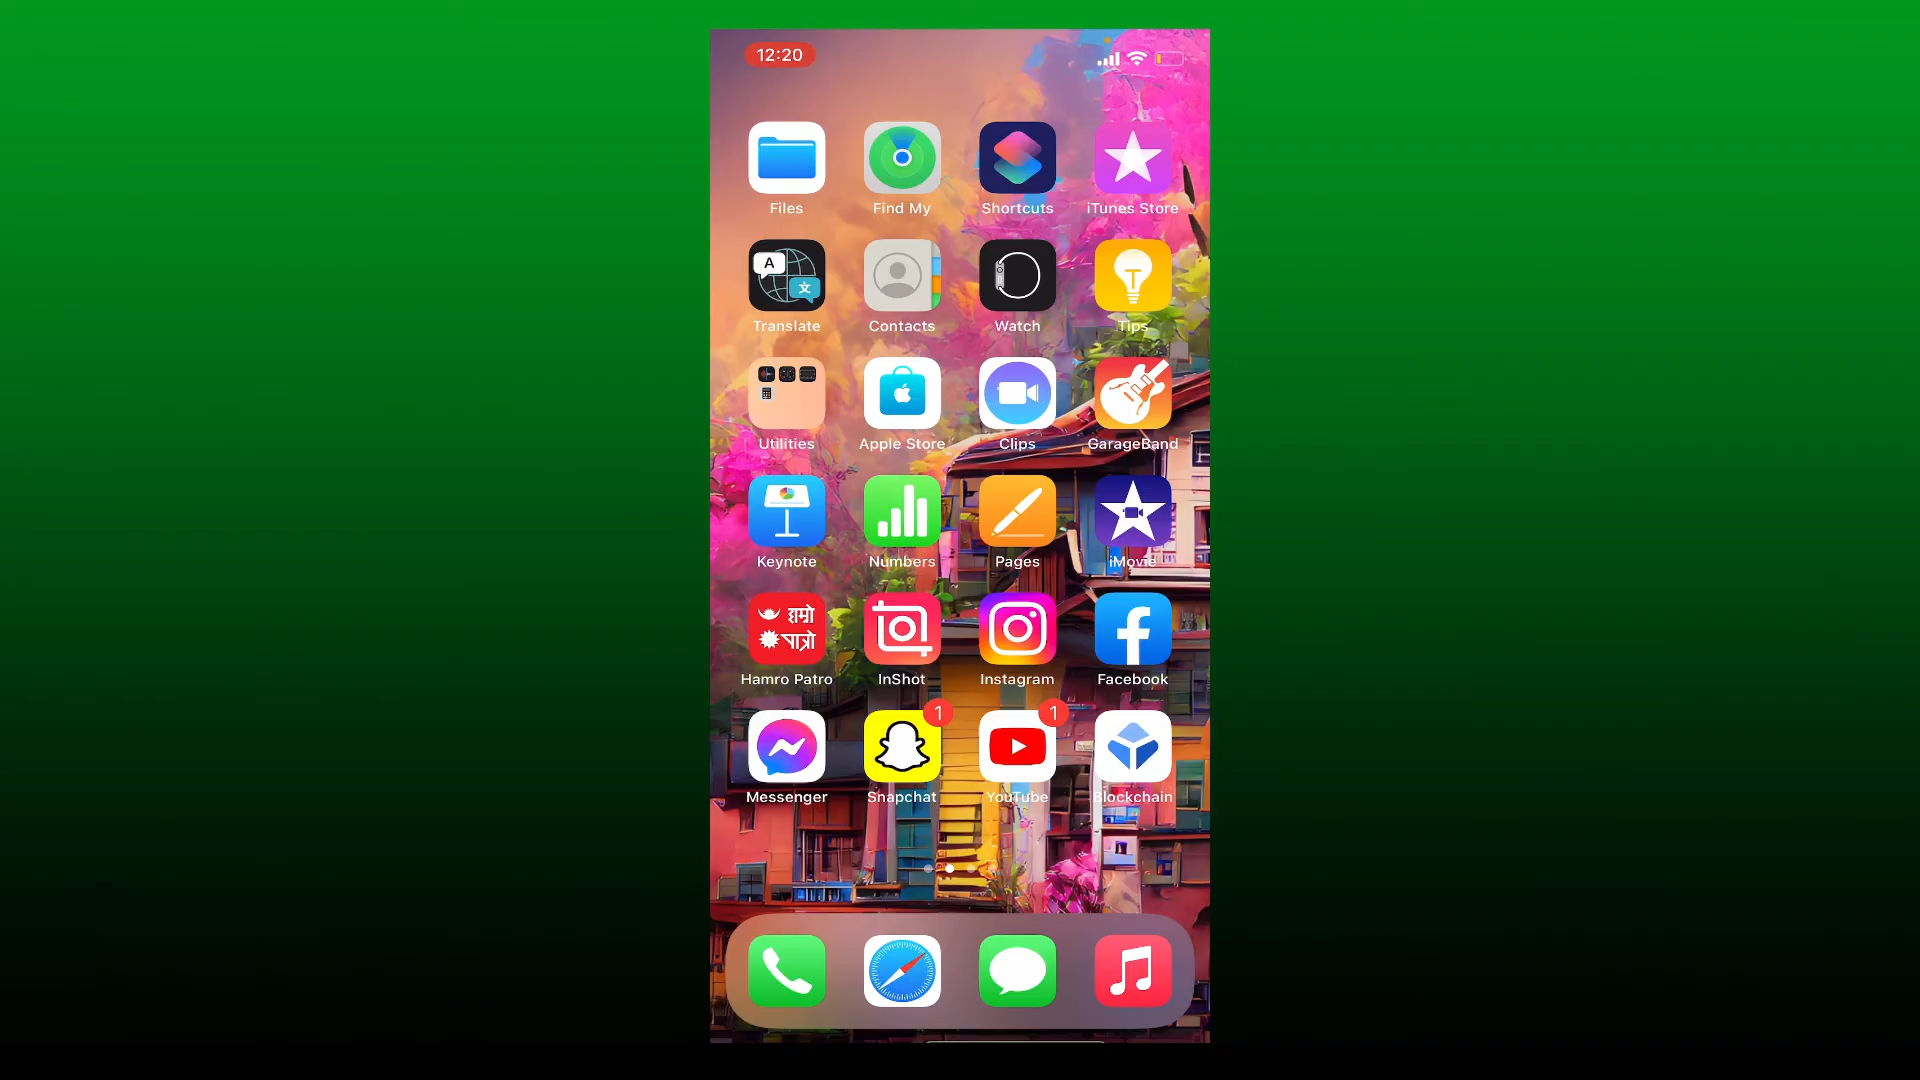 12:20
Files Find My Shortcuts iTunes Store
A 文
Translate Contacts Watch Tips
Utilities Apple Store Clips GarageBand
Keynote Numbers Pages iMovie
हाम्रो
पात्रो
Hamro Patro InShot Instagram Facebook
1 1
Messenger Snapchat YouTube Blockchain